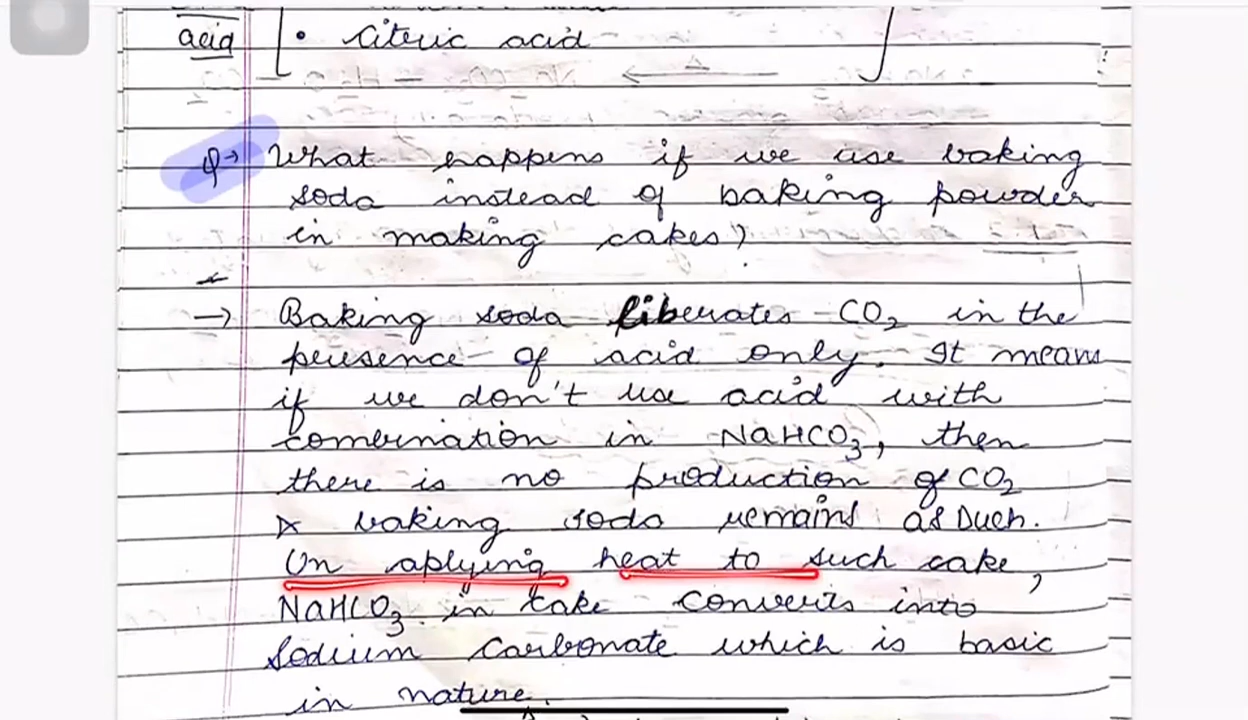 acid
• Citric acid
Q→ What happens if we use baking
soda instead of baking powder
in making cakes?
→ Baking soda liberates CO₂ in the
presence of acid only. It means
if we don't use acid with
combination in NaHCO₃, then
there is no production of CO₂
& baking soda remains as such.
On aplying heat to such cake,
NaHCO₃ in cake converts into
Sodium Carbonate which is basic
in nature.